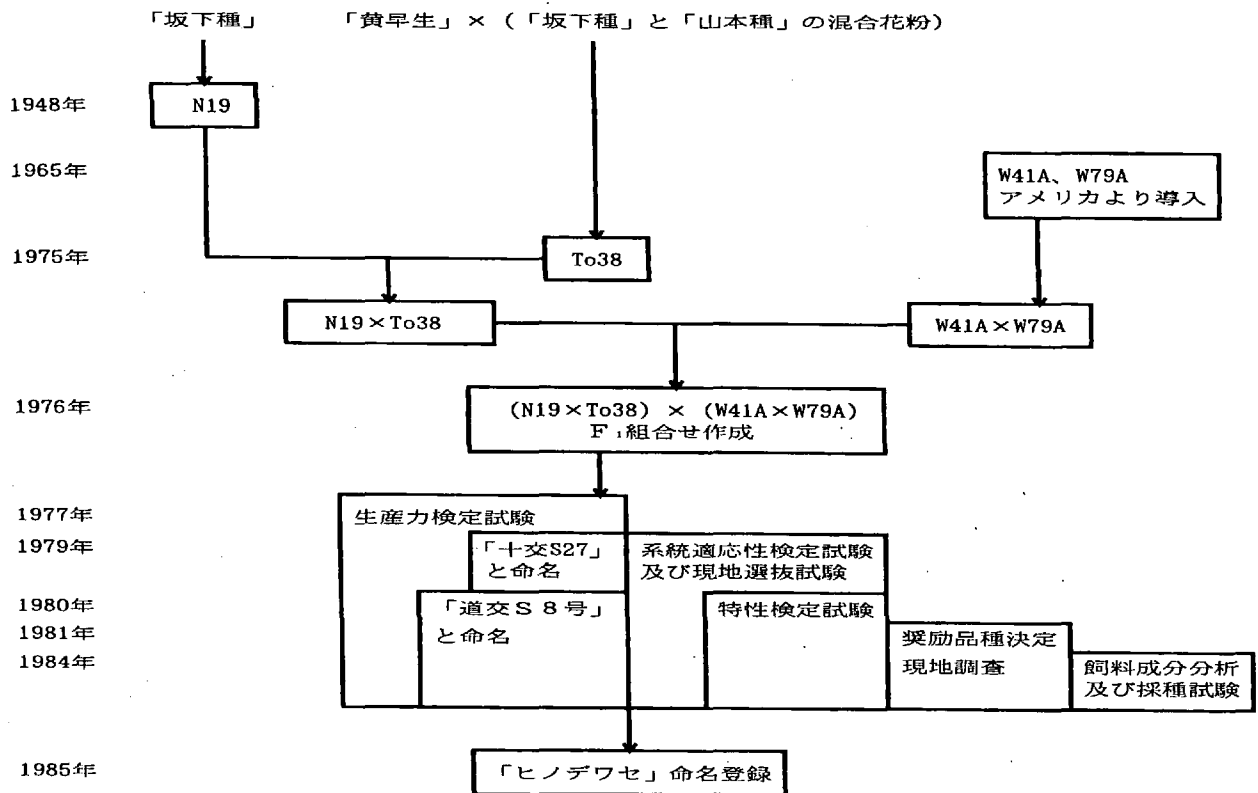 「坂下種」 「黄早生」×(「坂下種」と「山本種」の混合花粉)
1948年 N19
1965年 W41A、W79A
アメリカより導入
1975年 To38
N19×To38 W41A×W79A
1976年 (N19×To38)×(W41A×W79A)
F₁組合せ作成
1977年 生産力検定試験
1979年 「十交S27」 系統適応性検定試験
と命名 及び現地選抜試験
1980年 「道交S8号」 特性検定試験
1981年 と命名 奨励品種決定
1984年 現地調査 飼料成分分析
及び採種試験
1985年 「ヒノデワセ」命名登録